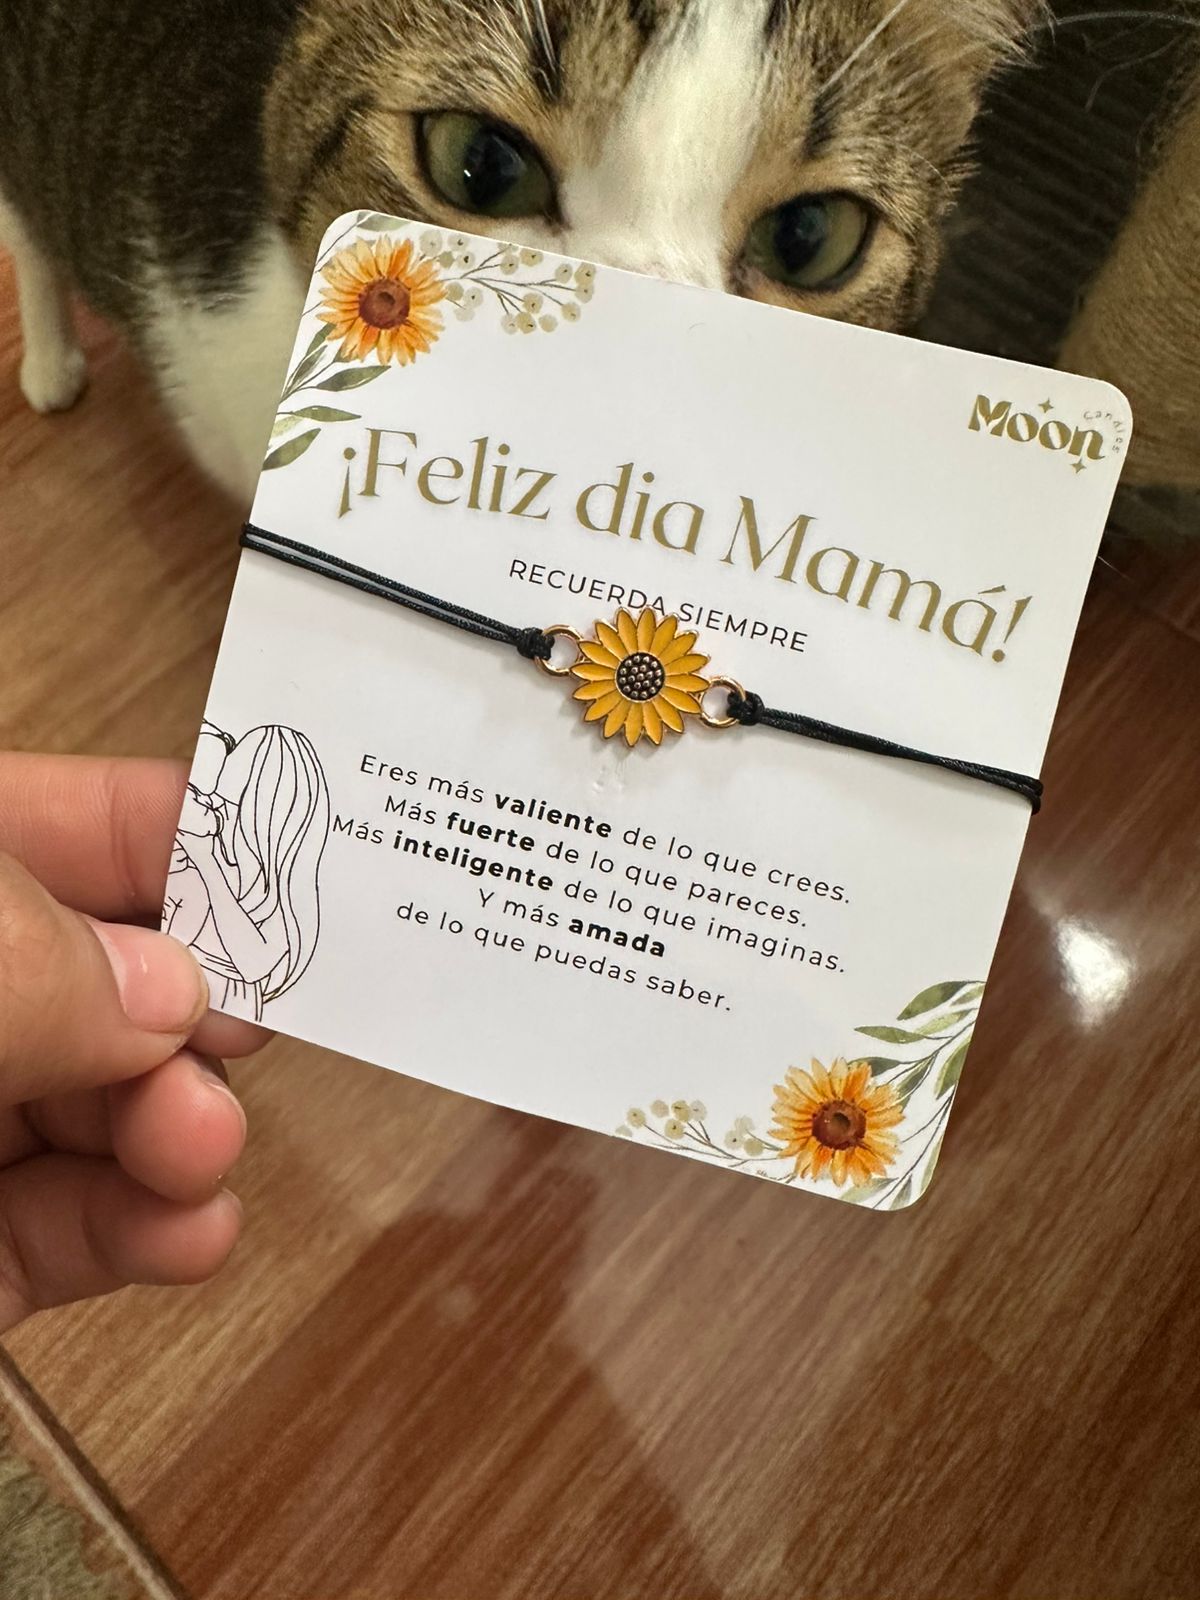 Moon
Candles
¡Feliz dia Mamá!
RECUERDA SIEMPRE
Eres más valiente de lo que crees.
Más fuerte de lo que pareces.
Más inteligente de lo que imaginas.
Y más amada
de lo que puedas saber.